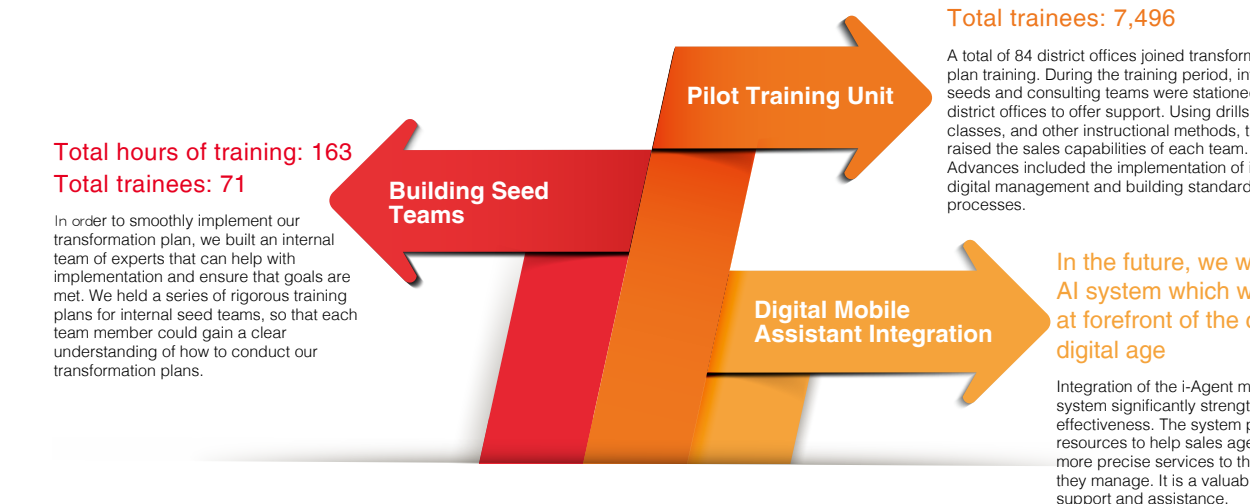 Total hours of training: 163
Total trainees: 71
In order to smoothly implement our
transformation plan, we built an internal
team of experts that can help with
implementation and ensure that goals are
met. We held a series of rigorous training
plans for internal seed teams, so that each
team member could gain a clear
understanding of how to conduct our
transformation plans.
Building Seed
Teams
Pilot Training Unit
Total trainees: 7,496
A total of 84 district offices joined
plan training. During the training period,
seeds and consulting teams were
district offices to offer support. Using drills
classes, and other instructional methods,
raised the sales capabilities of each team.
Advances included the implementation of
digital management and building
processes.
Digital Mobile
Assistant Integration
In the future, we
AI system which
at forefront of the
digital age
Integration of the i-Agent
system significantly
effectiveness. The system
resources to help sales
more precise services to
they manage. It is a
support and assistance.